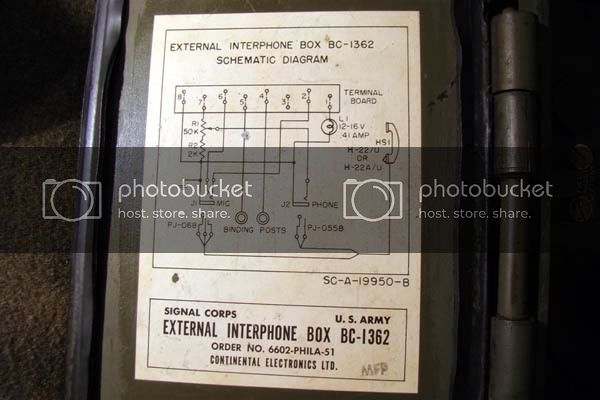 EXTERNAL INTERPHONE BOX BC-1362
SCHEMATIC DIAGRAM
8 7 6 5 4 3 2 1
TERMINAL
BOARD
R1
50K
L1
12-16 V
.41 AMP
HS1
H-22/U
OR
H-22A/U
R2
2K
photobucket
host. store. share.
photobucket
host. store. share.
J1 MIC
J2 PHONE
PJ-068
BINDING POSTS
PJ-055B
SC-A-19950-B
SIGNAL CORPS U. S. ARMY
EXTERNAL INTERPHONE BOX BC-1362
ORDER NO. 6602-PHILA-51
CONTINENTAL ELECTRONICS LTD.
MFP